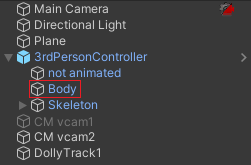 Main Camera
Directional Light
Plane
3rdPersonController
not animated
Body
Skeleton
CM vcam1
CM vcam2
DollyTrack1